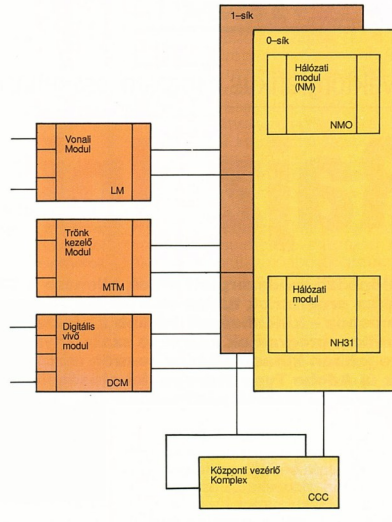 1–sík
0–sík
Hálózati
modul
(NM)
NMO
Vonali
Modul
LM
Trönk
kezelő
Modul
MTM
Hálózati
modul
NH31
Digitális
vivő
modul
DCM
Központi vezérlő
Komplex
CCC